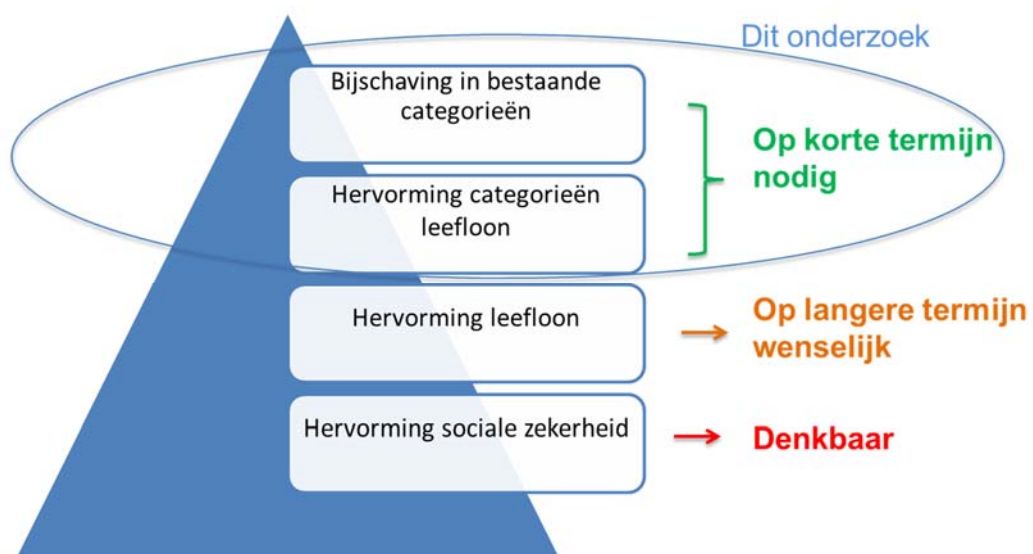 Dit onderzoek
Bijschaving in bestaande
categorieën
Hervorming categorieën
leefloon
Op korte termijn
nodig
Hervorming leefloon
Op langere termijn
wenselijk
Hervorming sociale zekerheid
Denkbaar